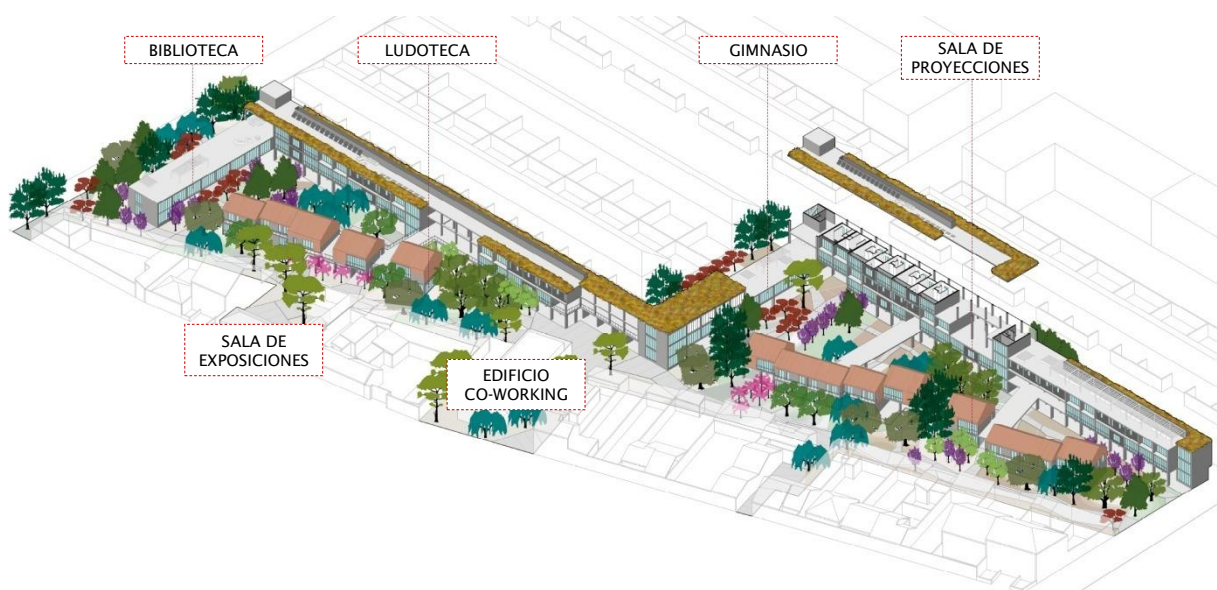 BIBLIOTECA
LUDOTECA
GIMNASIO
SALA DE
PROYECCIONES
SALA DE
EXPOSICIONES
EDIFICIO
CO-WORKING